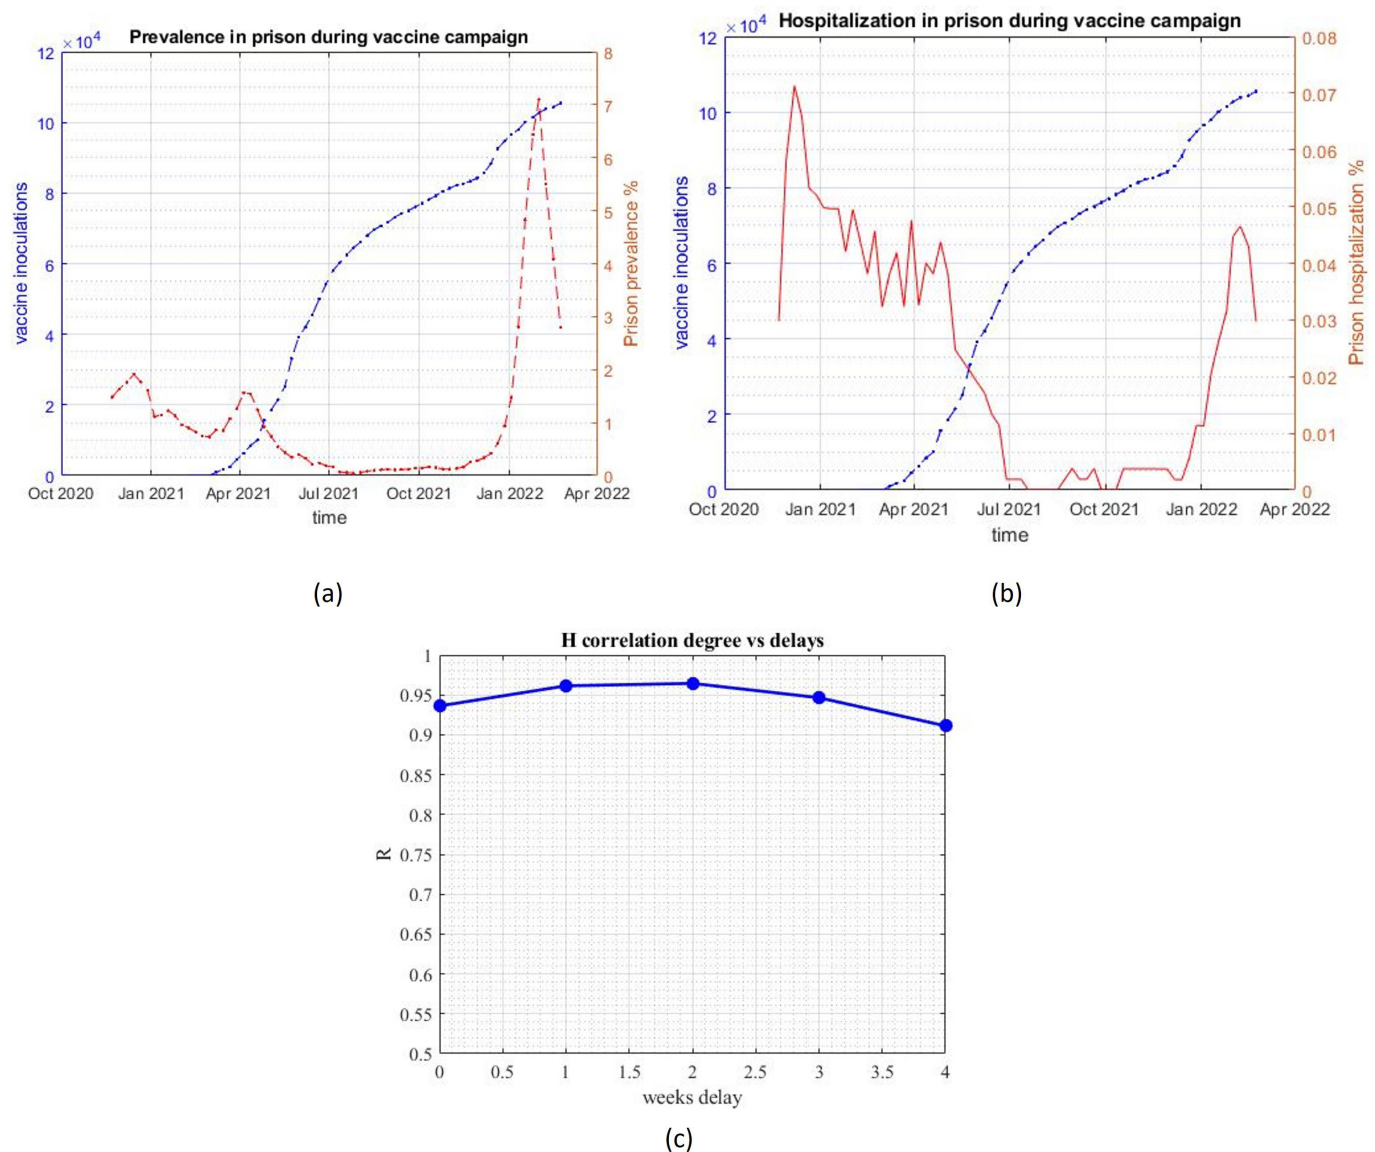 Prevalence in prison during vaccine campaign
×10⁴
12
10
8
6
4
2
0
vaccine inoculations
8
7
6
5
4
3
2
1
0
Prison prevalence %
Oct 2020 Jan 2021 Apr 2021 Jul 2021 Oct 2021 Jan 2022 Apr 2022
time
(a)
Hospitalization in prison during vaccine campaign
×10⁴
12
10
8
6
4
2
0
vaccine inoculations
0.08
0.07
0.06
0.05
0.04
0.03
0.02
0.01
0
Prison hospitalization %
Oct 2020 Jan 2021 Apr 2021 Jul 2021 Oct 2021 Jan 2022 Apr 2022
time
(b)
H correlation degree vs delays
1
0.95
0.9
0.85
0.8
0.75
0.7
0.65
0.6
0.55
0.5
R
0 0.5 1 1.5 2 2.5 3 3.5 4
weeks delay
(c)